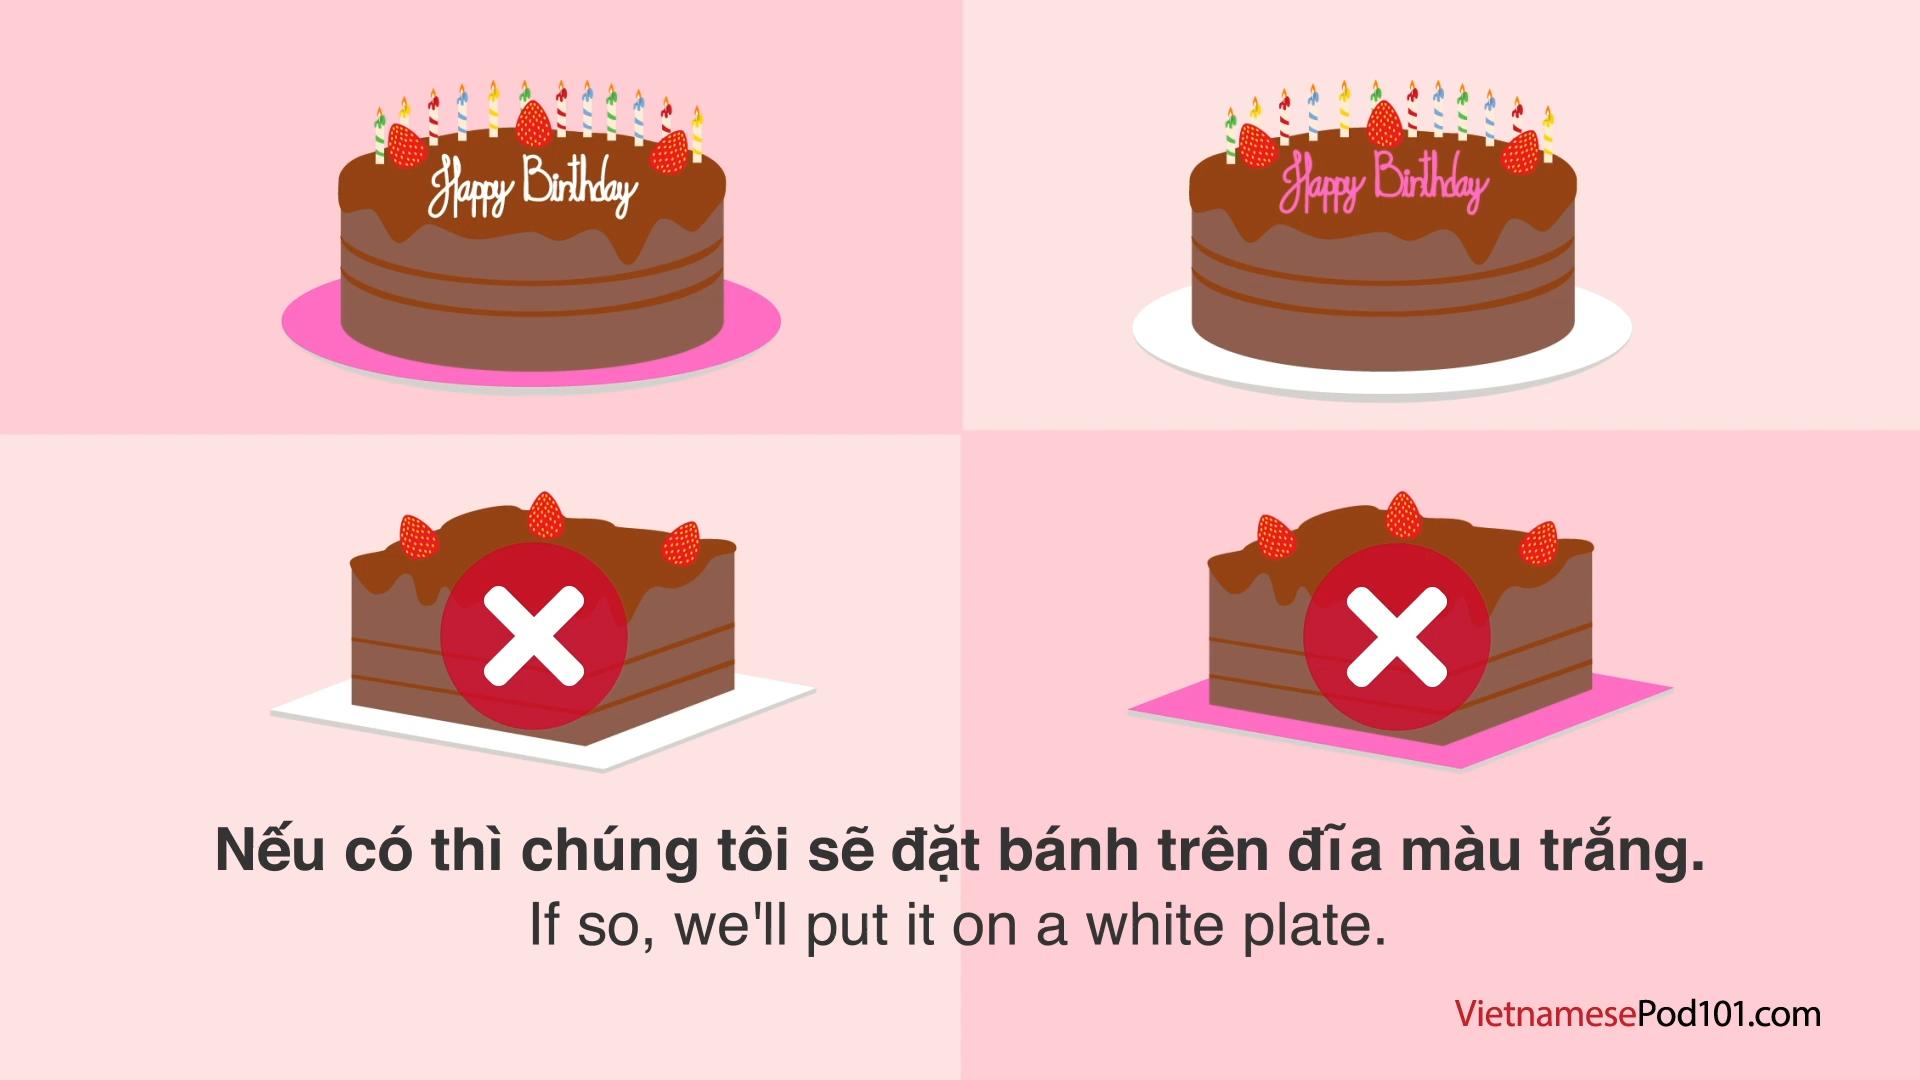 Happy Birthday
Happy Birthday
Nếu có thì chúng tôi sẽ đặt bánh trên đĩa màu trắng.
If so, we'll put it on a white plate.
VietnamesePod101.com